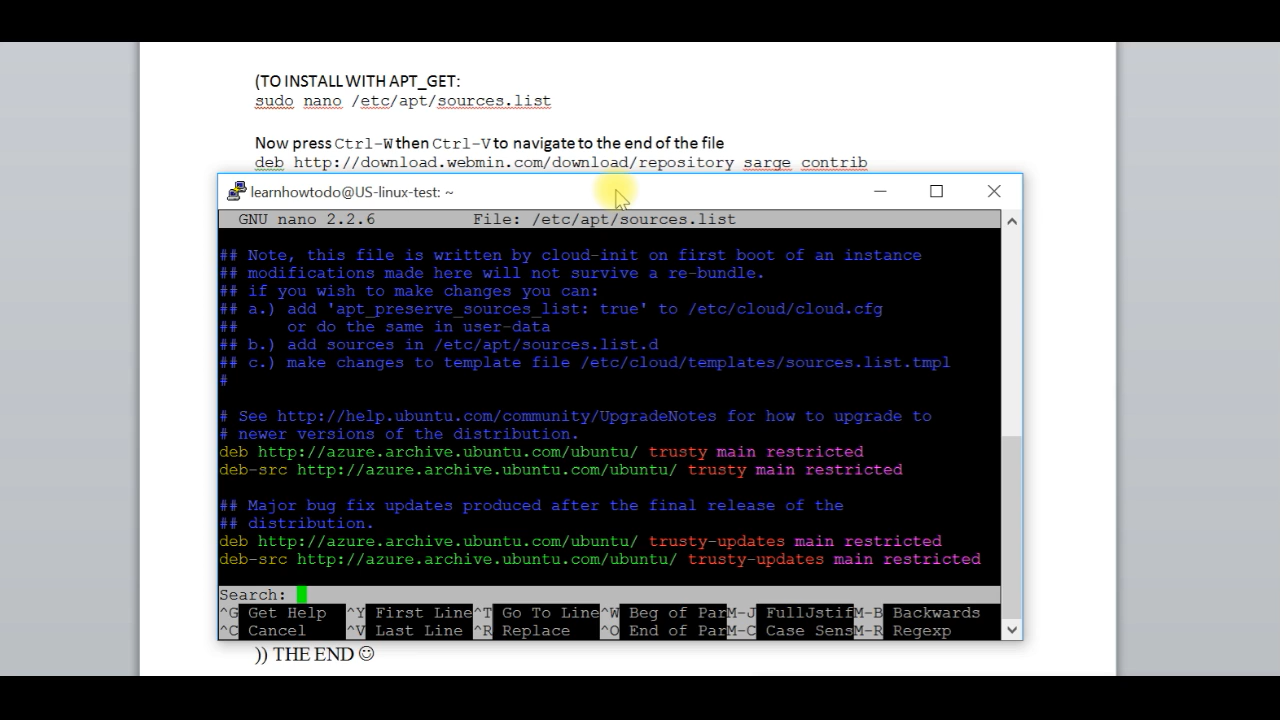 (TO INSTALL WITH APT_GET:
sudo nano /etc/apt/sources.list
Now press Ctrl-W then Ctrl-V to navigate to the end of the file
deb http://download.webmin.com/download/repository sarge contrib
learnhowtodo@US-linux-test: ~
GNU nano 2.2.6 File: /etc/apt/sources.list
## Note, this file is written by cloud-init on first boot of an instance
## modifications made here will not survive a re-bundle.
## if you wish to make changes you can:
## a.) add 'apt_preserve_sources_list: true' to /etc/cloud/cloud.cfg
## or do the same in user-data
## b.) add sources in /etc/apt/sources.list.d
## c.) make changes to template file /etc/cloud/templates/sources.list.tmpl
#
# See http://help.ubuntu.com/community/UpgradeNotes for how to upgrade to
# newer versions of the distribution.
deb http://azure.archive.ubuntu.com/ubuntu/ trusty main restricted
deb-src http://azure.archive.ubuntu.com/ubuntu/ trusty main restricted
## Major bug fix updates produced after the final release of the
## distribution.
deb http://azure.archive.ubuntu.com/ubuntu/ trusty-updates main restricted
deb-src http://azure.archive.ubuntu.com/ubuntu/ trusty-updates main restricted
Search:
^G Get Help ^Y First Line^T Go To Line^W Beg of ParM-J FullJstifM-B Backwards
^C Cancel ^V Last Line ^R Replace ^O End of ParM-C Case SensM-R Regexp
)) THE END ☺